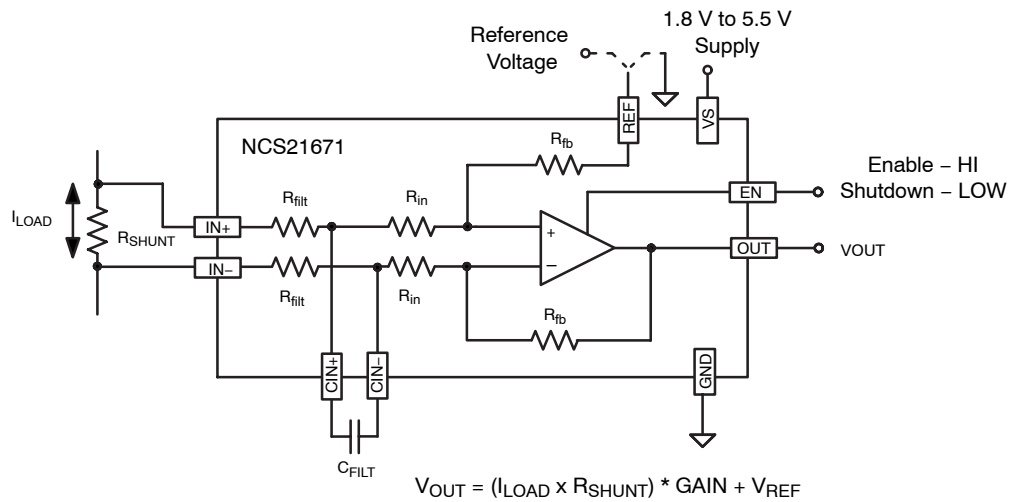 1.8 V to 5.5 V
Supply
Reference
Voltage
REF
VS
NCS21671
Rfb
Enable – HI
Shutdown – LOW
EN
ILOAD
RSHUNT
IN+
Rfilt
Rin
+
OUT
VOUT
IN–
Rfilt
Rin
–
Rfb
CIN+
CIN–
GND
CFILT
VOUT = (ILOAD x RSHUNT) * GAIN + VREF